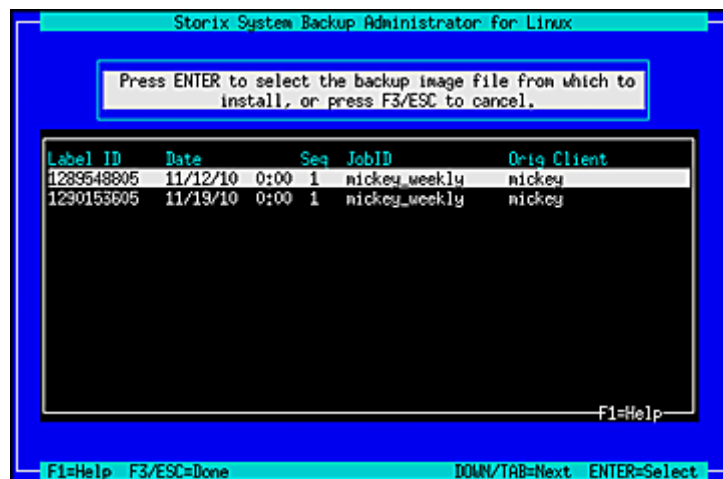 Storix System Backup Administrator for Linux
Press ENTER to select the backup image file from which to
install, or press F3/ESC to cancel.
Label ID Date Seq JobID Orig Client
1289548805 11/12/10 0:00 1 mickey_weekly mickey
1290153605 11/19/10 0:00 1 mickey_weekly mickey
F1=Help
F1=Help F3/ESC=Done DOWN/TAB=Next ENTER=Select